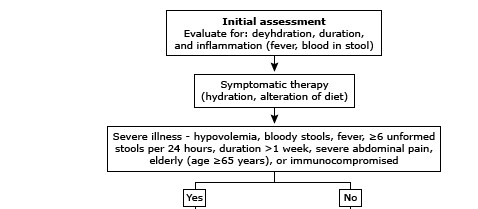 Initial assessment
Evaluate for: deyhdration, duration,
and inflammation (fever, blood in stool)
Symptomatic therapy
(hydration, alteration of diet)
Severe illness - hypovolemia, bloody stools, fever, ≥6 unformed
stools per 24 hours, duration >1 week, severe abdominal pain,
elderly (age ≥65 years), or immunocompromised
Yes
No